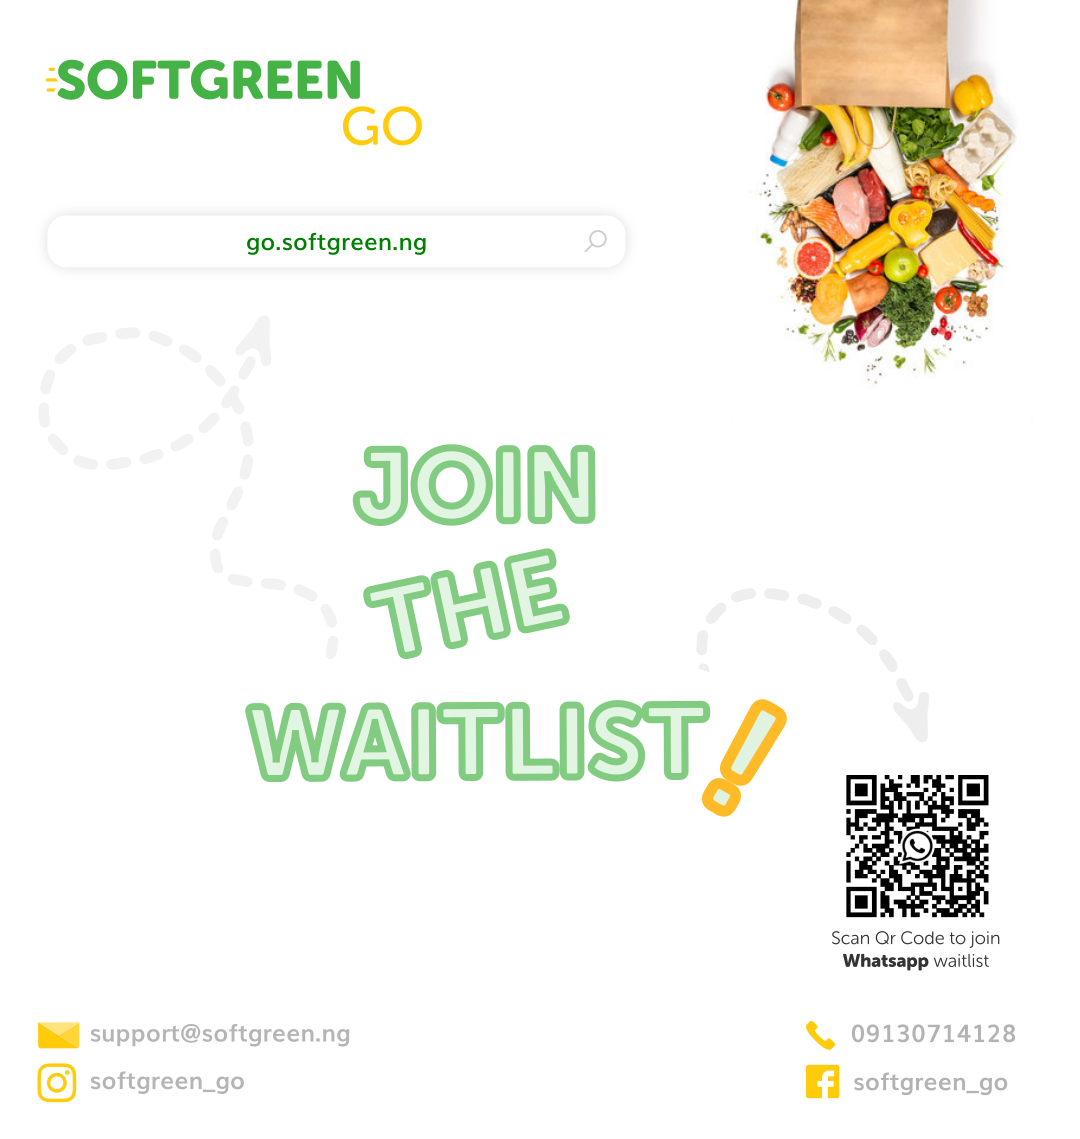 SOFTGREEN
GO
go.softgreen.ng
JOIN
THE
WAITLIST!
Scan Qr Code to join
Whatsapp waitlist
support@softgreen.ng
09130714128
softgreen_go
softgreen_go